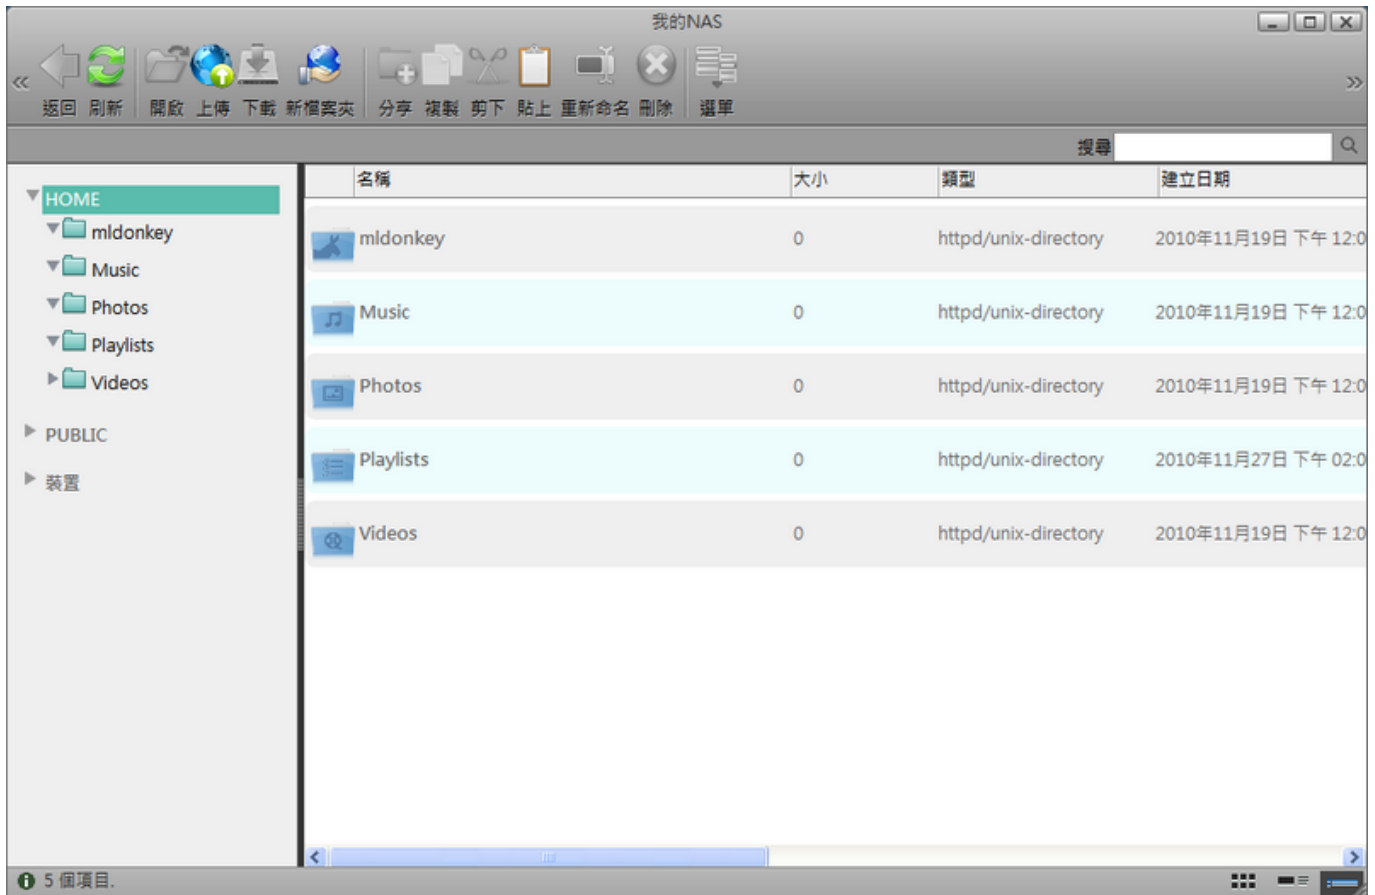 我的NAS
返回 刷新 開啟 上傳 下載 新檔案夾 分享 複製 剪下 貼上 重新命名 刪除 選單
搜尋
名稱 大小 類型 建立日期
HOME
mldonkey
Music
Photos
Playlists
Videos
PUBLIC
裝置
mldonkey 0 httpd/unix-directory 2010年11月19日 下午 12:0
Music 0 httpd/unix-directory 2010年11月19日 下午 12:0
Photos 0 httpd/unix-directory 2010年11月19日 下午 12:0
Playlists 0 httpd/unix-directory 2010年11月27日 下午 02:0
Videos 0 httpd/unix-directory 2010年11月19日 下午 12:0
5 個項目.